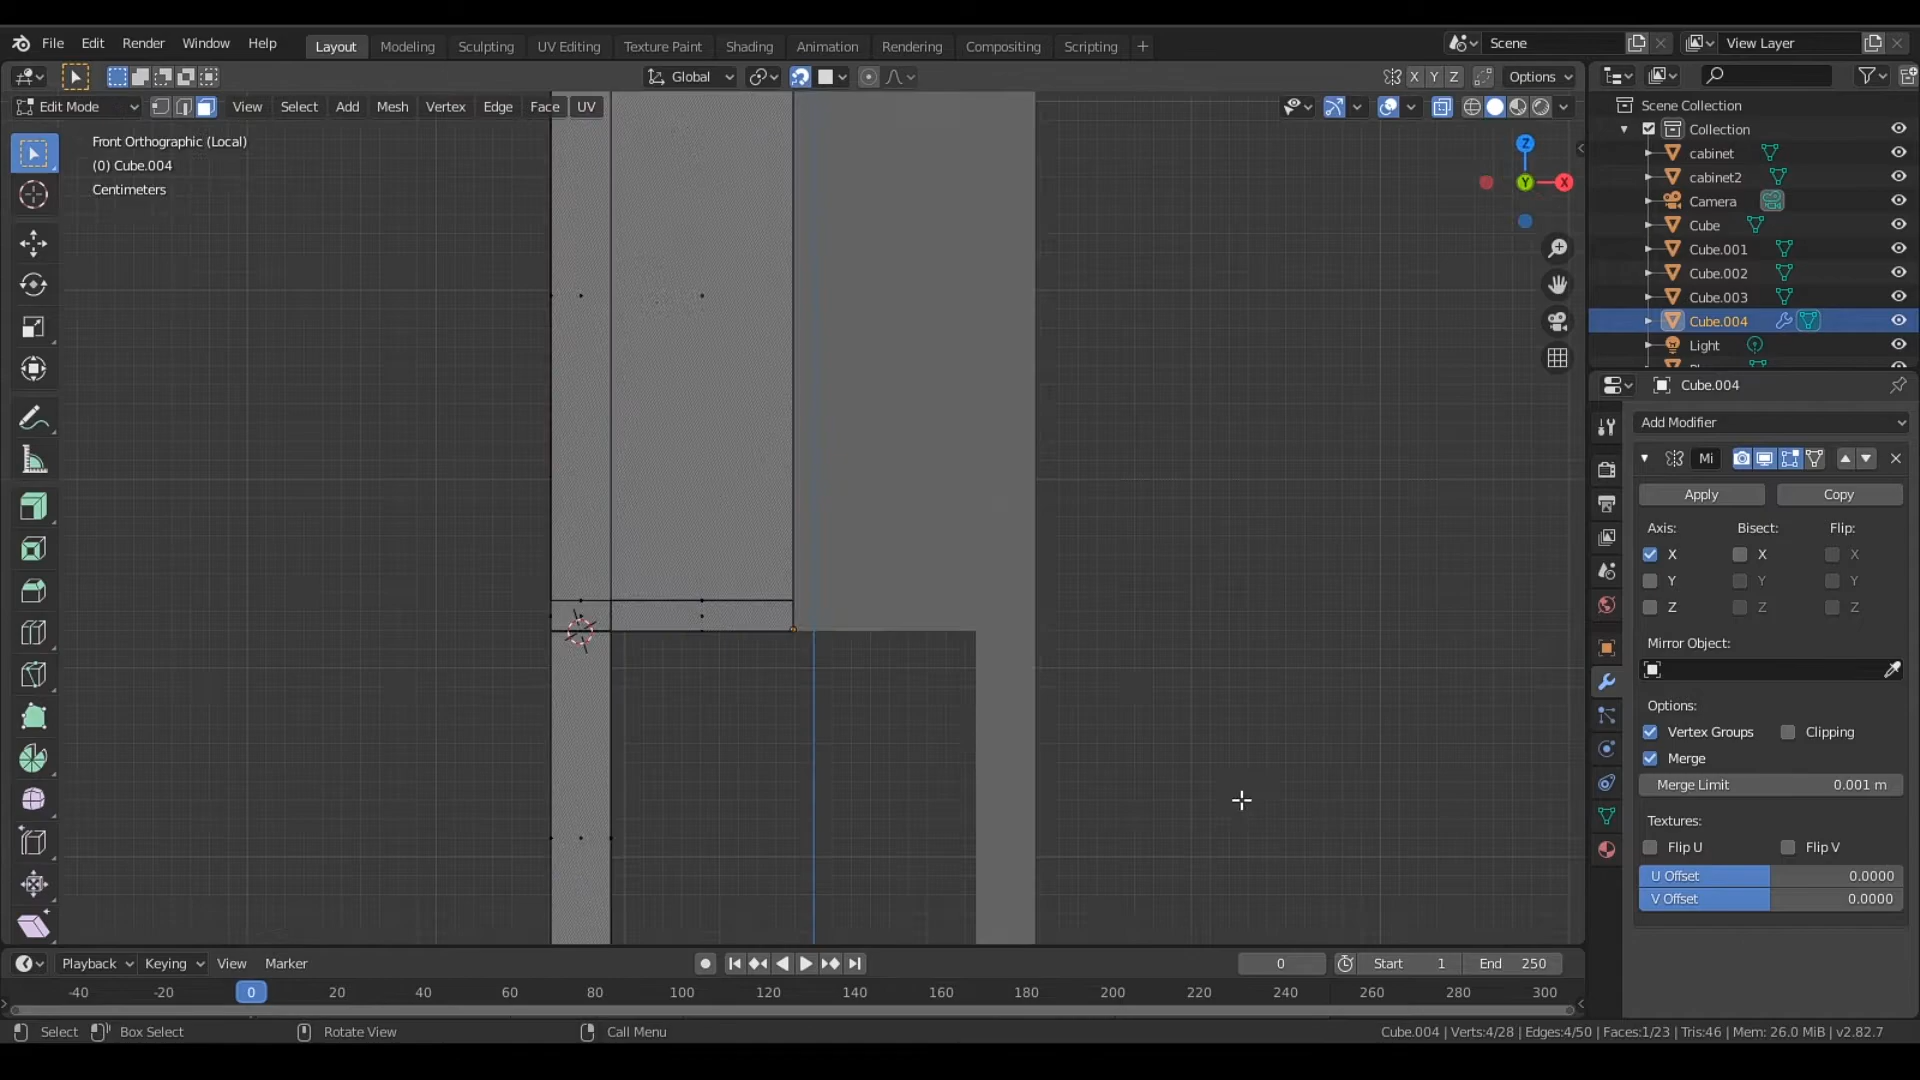 File Edit Render Window Help Layout Modeling Sculpting UV Editing Texture Paint Shading Animation Rendering Compositing Scripting + Scene View Layer
Global X Y Z Options
Edit Mode View Select Add Mesh Vertex Edge Face UV
Front Orthographic (Local)
(0) Cube.004
Centimeters
Z
Y
X
Scene Collection
Collection
cabinet
cabinet2
Camera
Cube
Cube.001
Cube.002
Cube.003
Cube.004
Light
Cube.004
Add Modifier
Mi
Apply Copy
Axis: Bisect: Flip:
X X X
Y Y Y
Z Z Z
Mirror Object:
Options:
Vertex Groups Clipping
Merge
Merge Limit 0.001 m
Textures:
Flip U Flip V
U Offset 0.0000
V Offset 0.0000
Playback Keying View Marker 0 Start 1 End 250
-40 -20 0 20 40 60 80 100 120 140 160 180 200 220 240 260 280 300
Select Box Select Rotate View Call Menu Cube.004 | Verts:4/28 | Edges:4/50 | Faces:1/23 | Tris:46 | Mem: 26.0 MiB | v2.82.7